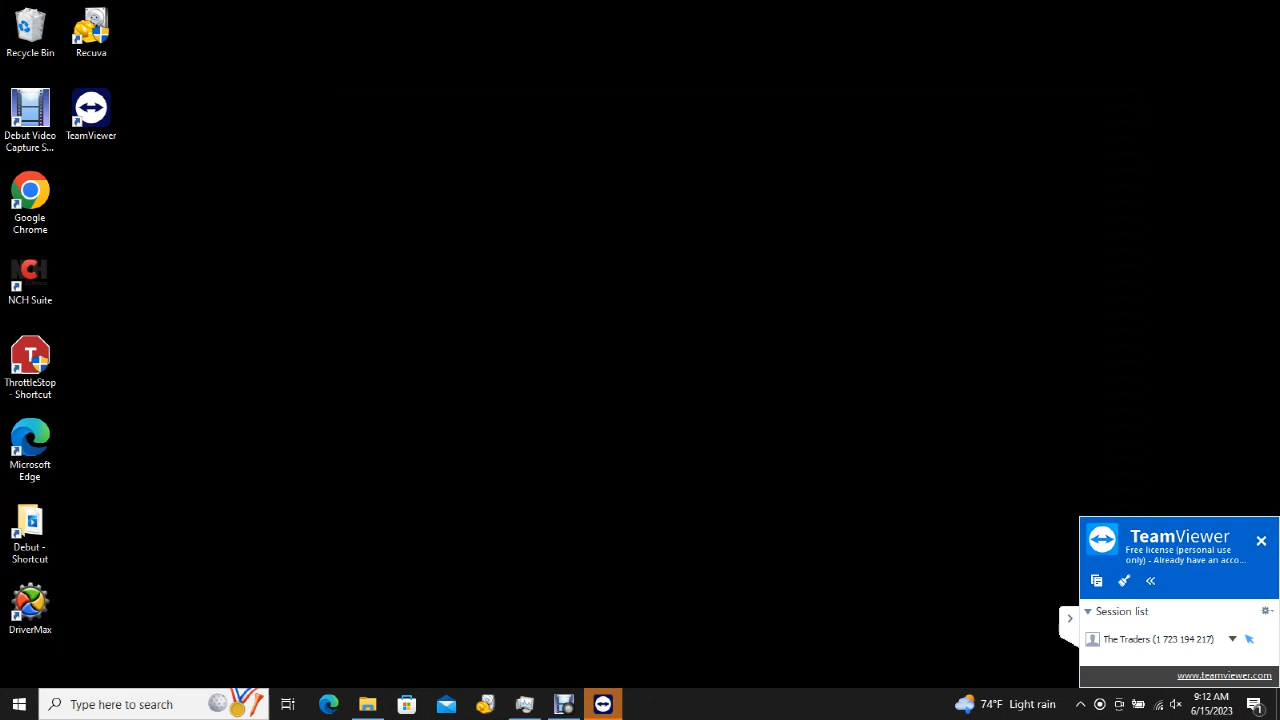 Recycle Bin
Recuva
Debut Video
Capture S...
TeamViewer
Google
Chrome
NCH Suite
ThrottleStop
- Shortcut
Microsoft
Edge
Debut -
Shortcut
DriverMax
TeamViewer
Free license (personal use
only) - Already have an acco...
Session list
The Traders (1 723 194 217)
www.teamviewer.com
Type here to search
74°F Light rain
9:12 AM
6/15/2023
1